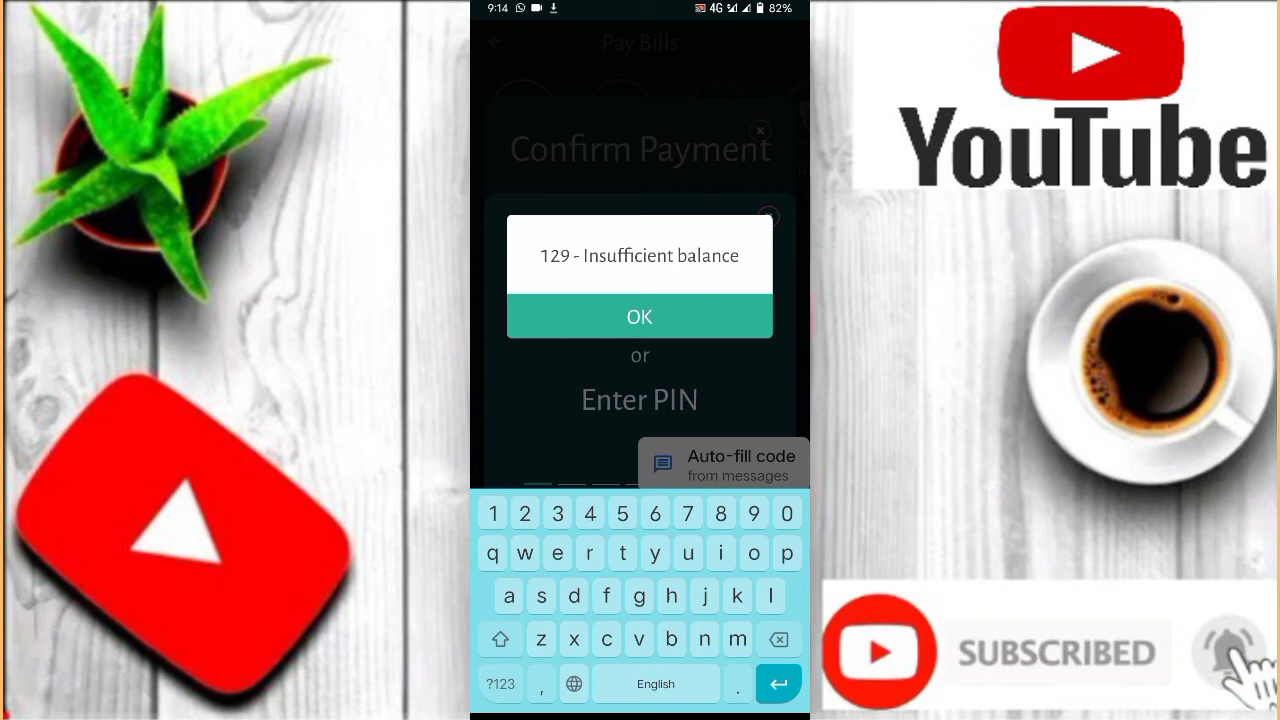 9:14
4G
82%
Pay Bills
Confirm Payment
129 - Insufficient balance
OK
or
Enter PIN
Auto-fill code
from messages
1 2 3 4 5 6 7 8 9 0
q w e r t y u i o p
a s d f g h j k l
z x c v b n m
?123 , English .
YouTube
SUBSCRIBED